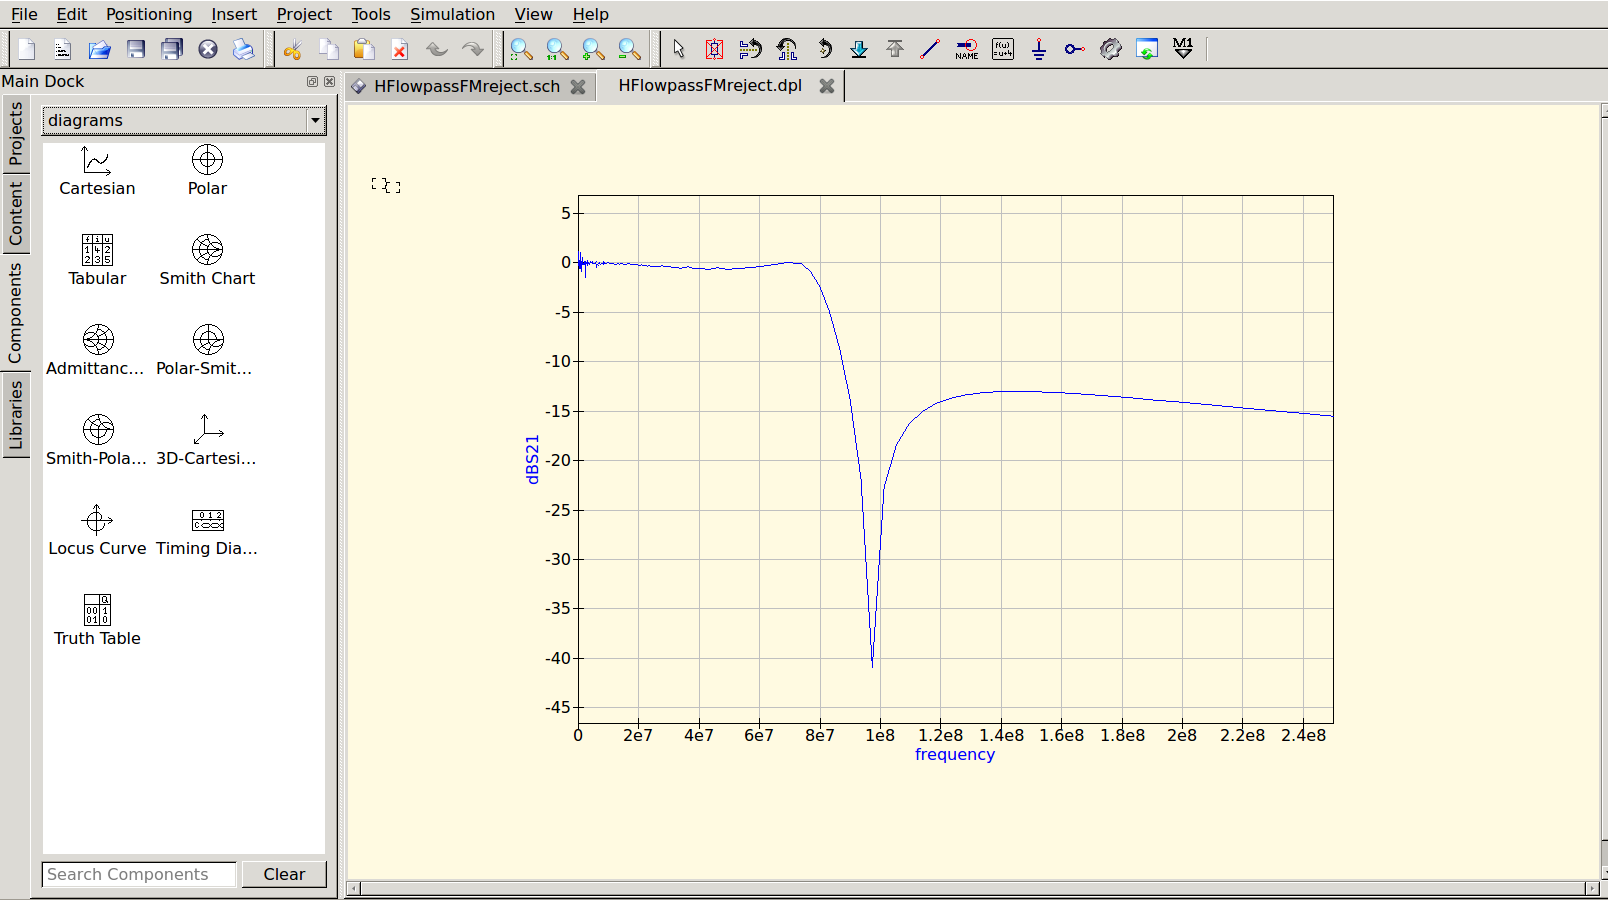 File Edit Positioning Insert Project Tools Simulation View Help
NAME
f(u)
=ω+φ
M1
Main Dock
HFlowpassFMreject.sch
HFlowpassFMreject.dpl
Projects
Content
Components
Libraries
diagrams
Cartesian
Polar
Tabular
Smith Chart
Admittanc...
Polar-Smit...
Smith-Pola...
3D-Cartesi...
Locus Curve
Timing Dia...
Truth Table
Search Components
Clear
5
0
-5
-10
-15
-20
-25
-30
-35
-40
-45
dBS21
0 2e7 4e7 6e7 8e7 1e8 1.2e8 1.4e8 1.6e8 1.8e8 2e8 2.2e8 2.4e8
frequency